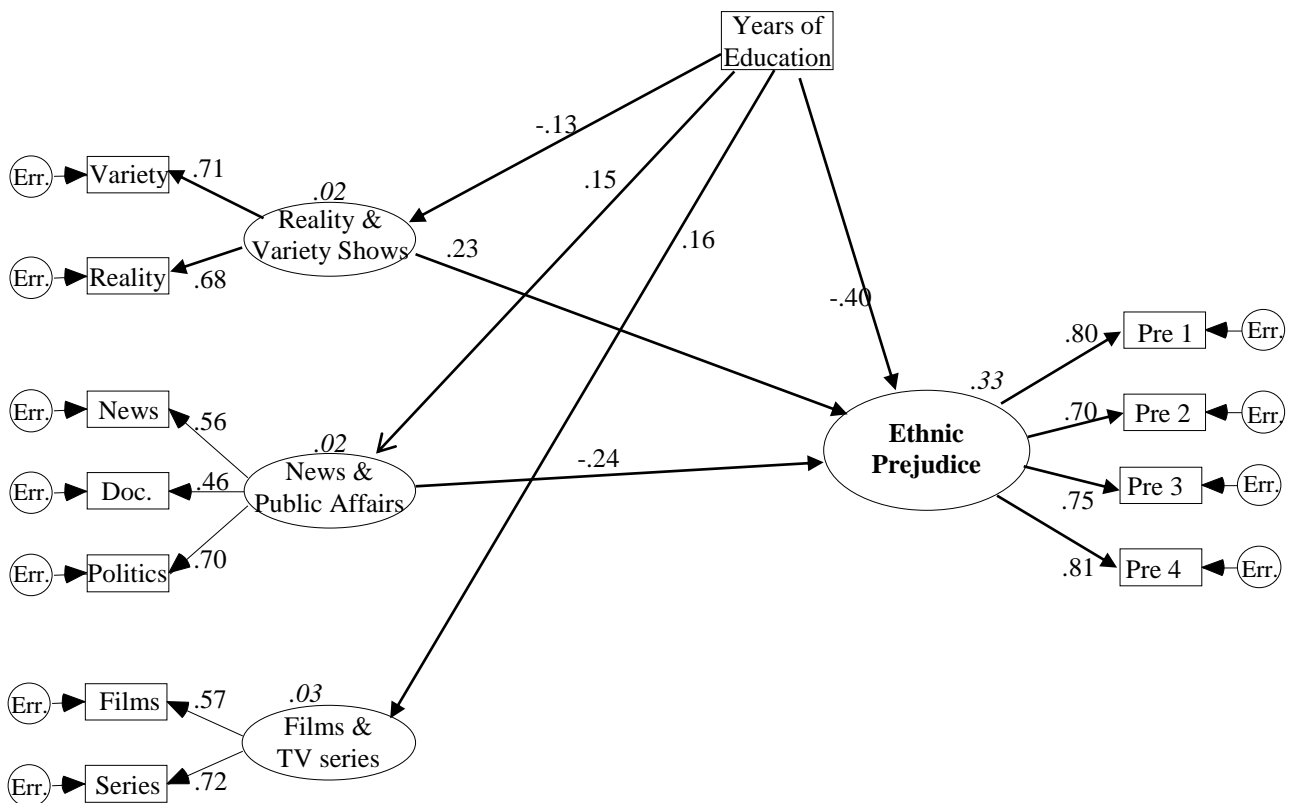 Years of
Education
-.13
.15
.16
-.40
Err.
Variety
.71
.02
Reality &
Variety Shows
.23
Err.
Reality
.68
Err.
News
.56
.02
News &
Public Affairs
-.24
Err.
Doc.
.46
Err.
Politics
.70
Err.
Films
.57
.03
Films &
TV series
Err.
Series
.72
.33
Ethnic
Prejudice
.80
Pre 1
Err.
.70
Pre 2
Err.
.75
Pre 3
Err.
.81
Pre 4
Err.